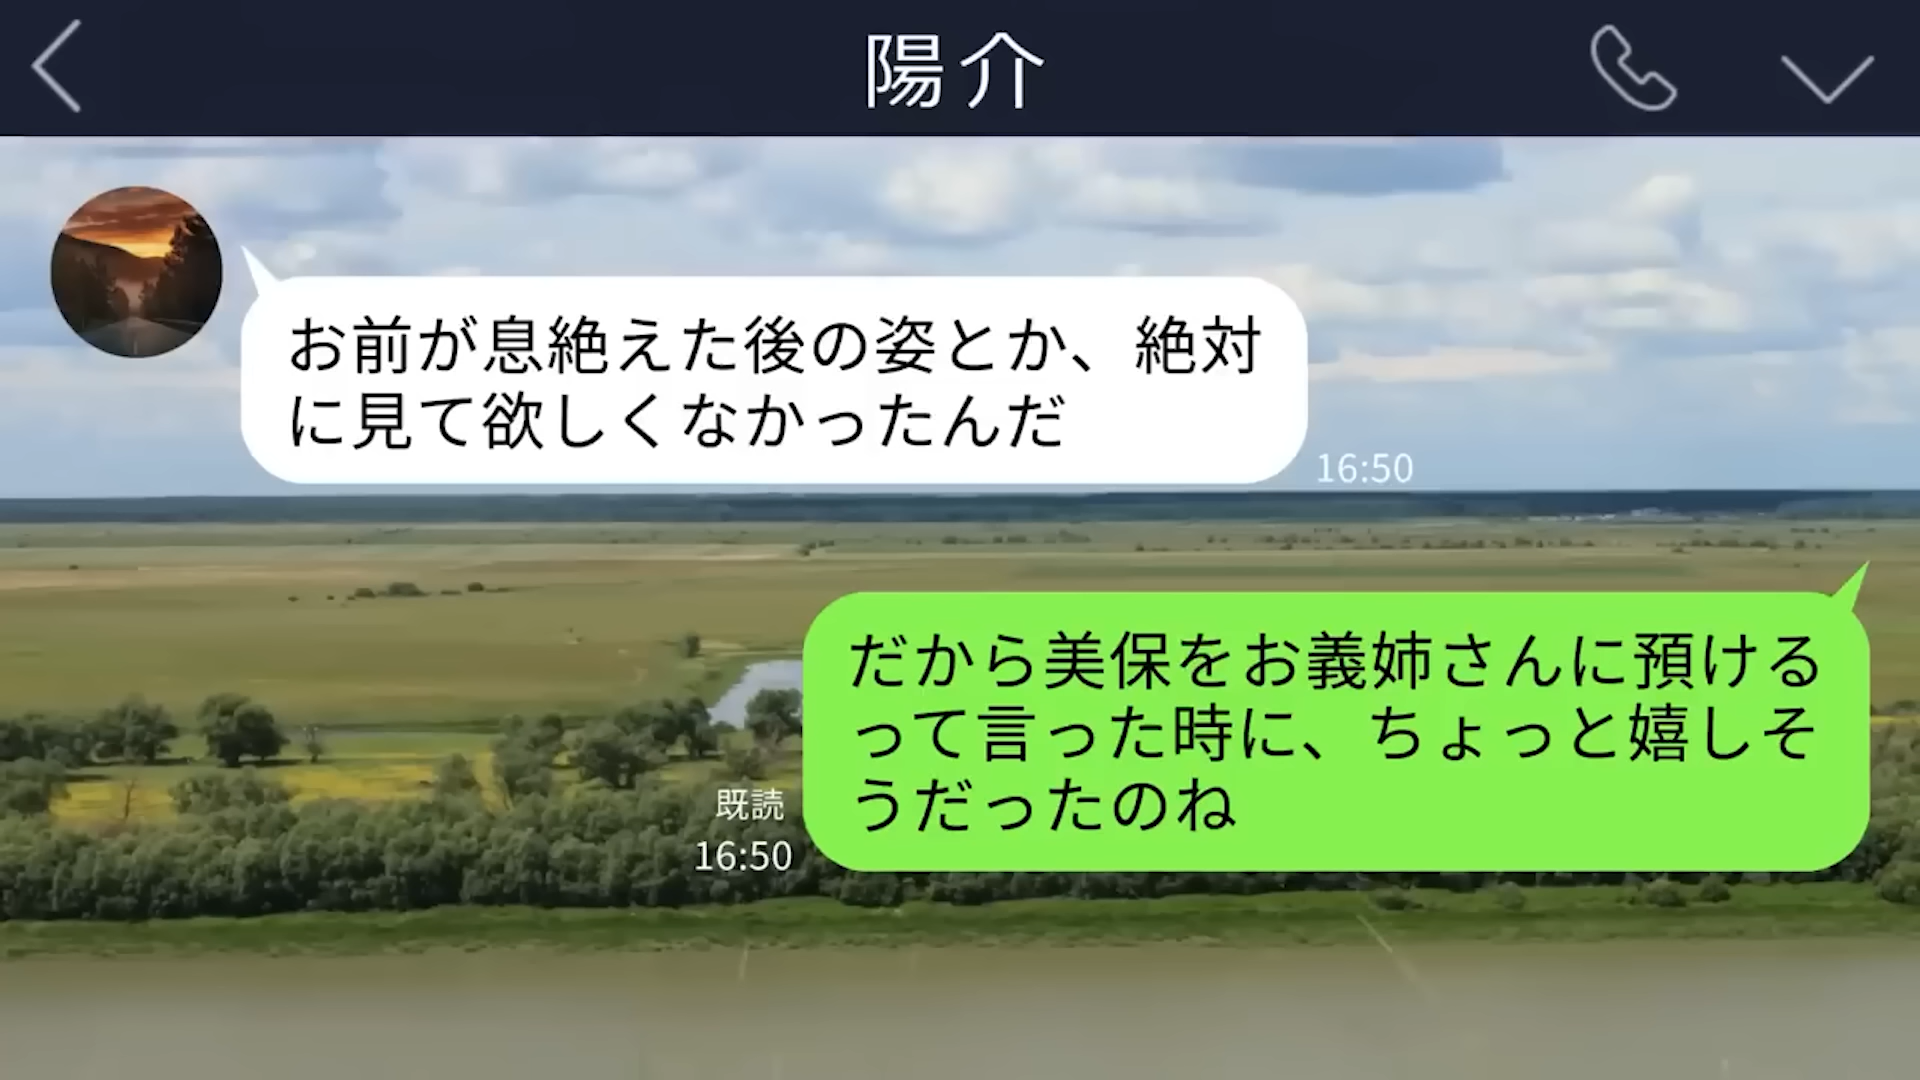 陽介
お前が息絶えた後の姿とか、絶対
に見て欲しくなかったんだ
16:50
だから美保をお義姉さんに預ける
って言った時に、ちょっと嬉しそ
うだったのね
既読
16:50